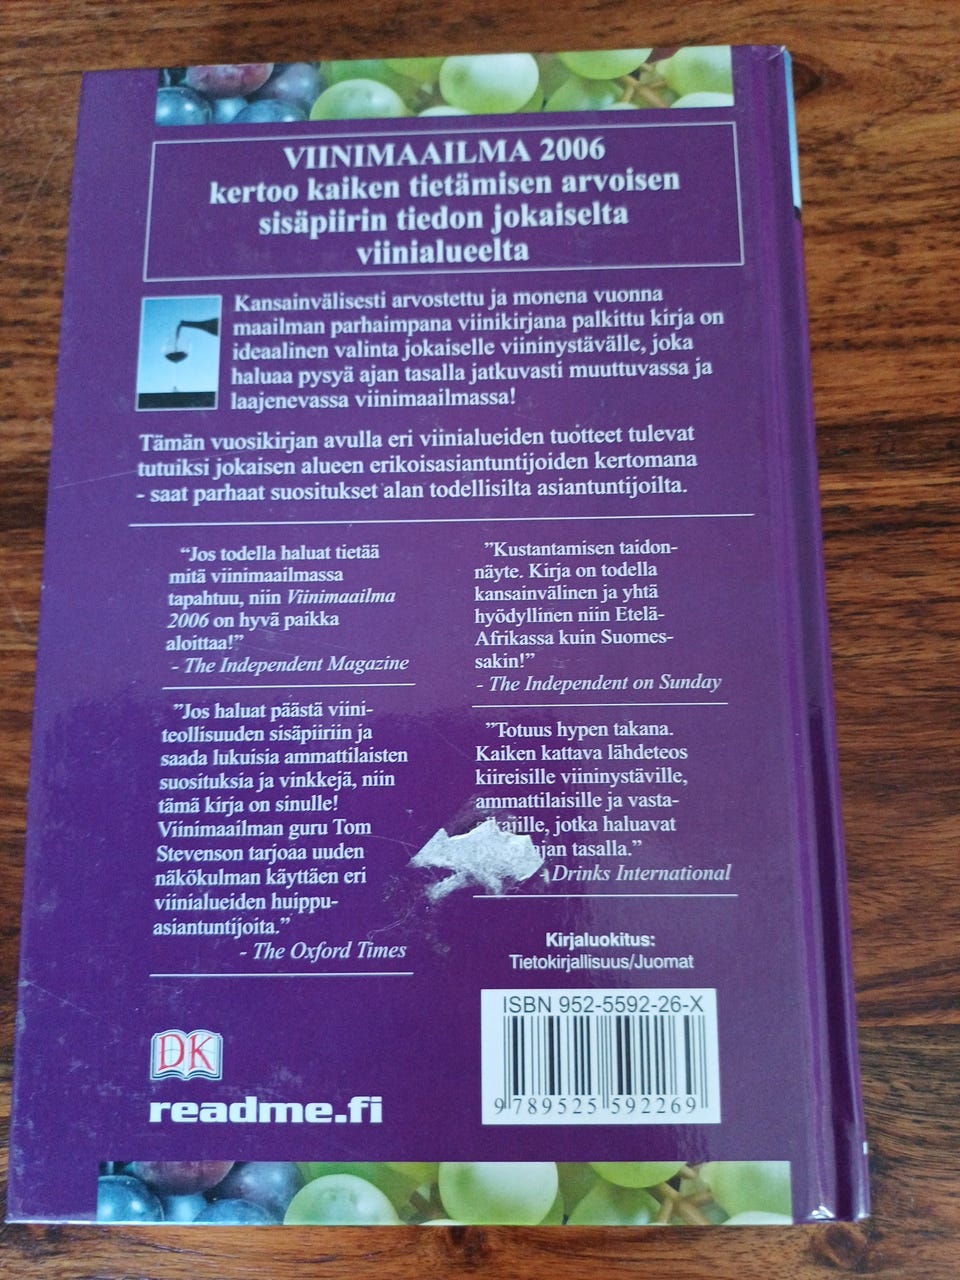 VIINIMAAILMA 2006
kertoo kaiken tietämisen arvoisen
sisäpiirin tiedon jokaiselta
viinialueelta
Kansainvälisesti arvostettu ja monena vuonna
maailman parhaimpana viinikirjana palkittu kirja on
ideaalinen valinta jokaiselle viininystävälle, joka
haluaa pysyä ajan tasalla jatkuvasti muuttuvassa ja
laajenevassa viinimaailmassa!
Tämän vuosikirjan avulla eri viinialueiden tuotteet tulevat
tutuiksi jokaisen alueen erikoisasiantuntijoiden kertomana
- saat parhaat suositukset alan todellisilta asiantuntijoilta.
”Jos todella haluat tietää
mitä viinimaailmassa
tapahtuu, niin Viinimaailma
2006 on hyvä paikka
aloittaa!”
- The Independent Magazine
”Jos haluat päästä viini-
teollisuuden sisäpiiriin ja
saada lukuisia ammattilaisten
suosituksia ja vinkkejä, niin
tämä kirja on sinulle!
Viinimaailman guru Tom
Stevenson tarjoaa uuden
näkökulman käyttäen eri
viinialueiden huippu-
asiantuntijoita.”
- The Oxford Times
”Kustantamisen taidon-
näyte. Kirja on todella
kansainvälinen ja yhtä
hyödyllinen niin Etelä-
Afrikassa kuin Suomes-
sakin!”
- The Independent on Sunday
”Totuus hypen takana.
Kaiken kattava lähdeteos
kiireisille viininystäville,
ammattilaisille ja vasta-
alkajille, jotka haluavat
ajan tasalla.”
- Drinks International
Kirjaluokitus:
Tietokirjallisuus/Juomat
ISBN 952-5592-26-X
9 789525 592269
DK
readme.fi